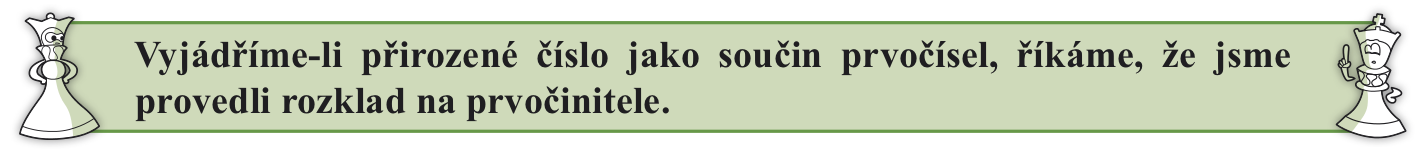 Vyjádříme-li přirozené číslo jako součin prvočísel, říkáme, že jsme
provedli rozklad na prvočinitele.